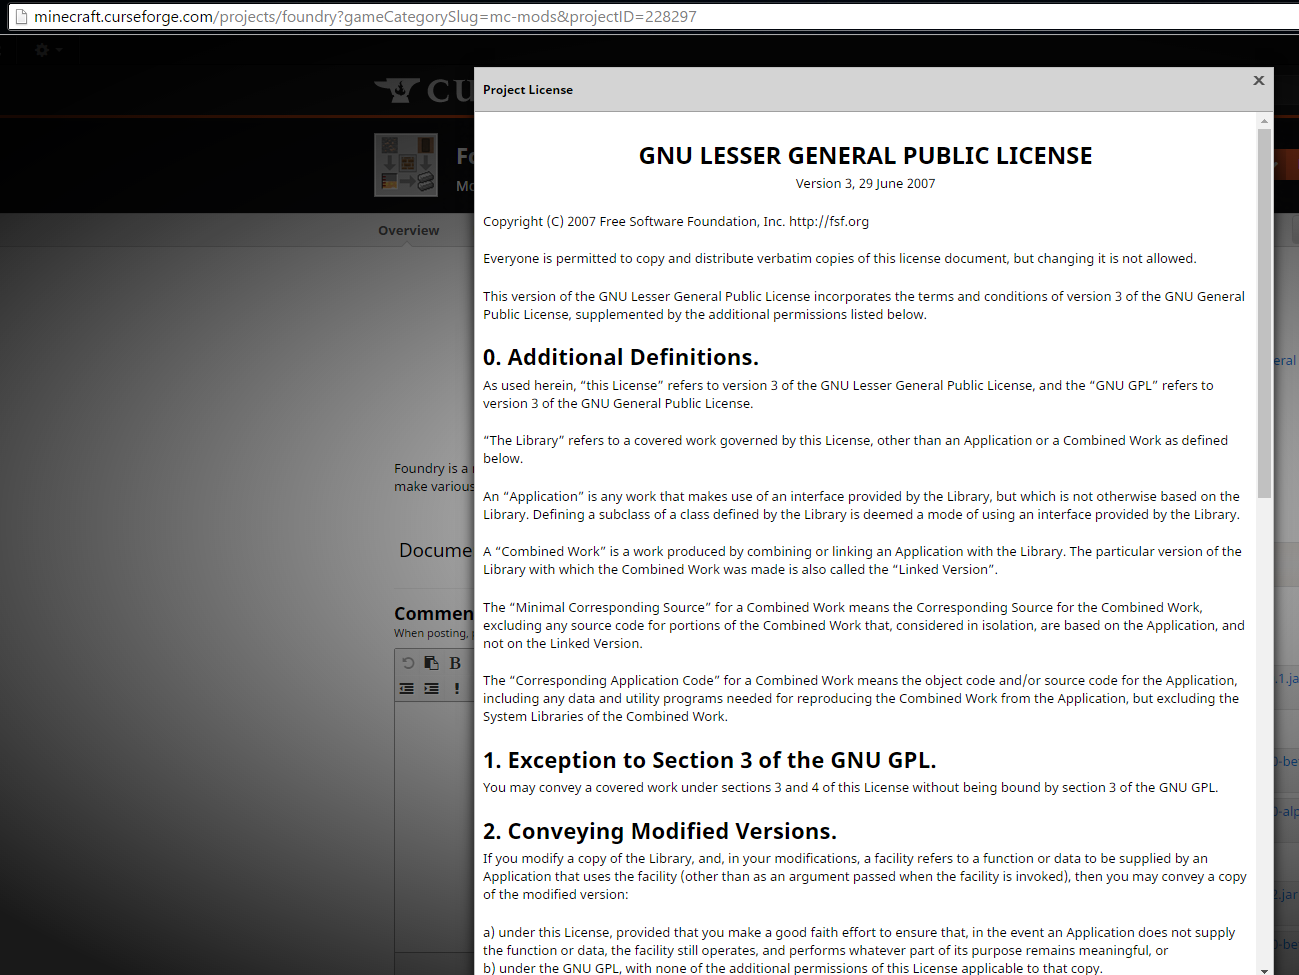 minecraft.curseforge.com/projects/foundry?gameCategorySlug=mc-mods&projectID=228297
CU
Project License
Fo
Mo
Overview
GNU LESSER GENERAL PUBLIC LICENSE
Version 3, 29 June 2007
Copyright (C) 2007 Free Software Foundation, Inc. http://fsf.org
Everyone is permitted to copy and distribute verbatim copies of this license document, but changing it is not allowed.
This version of the GNU Lesser General Public License incorporates the terms and conditions of version 3 of the GNU General
Public License, supplemented by the additional permissions listed below.
0. Additional Definitions.
eral
As used herein, “this License” refers to version 3 of the GNU Lesser General Public License, and the “GNU GPL” refers to
version 3 of the GNU General Public License.
“The Library” refers to a covered work governed by this License, other than an Application or a Combined Work as defined
below.
Foundry is a
make various
An “Application” is any work that makes use of an interface provided by the Library, but which is not otherwise based on the
Library. Defining a subclass of a class defined by the Library is deemed a mode of using an interface provided by the Library.
Docume
A “Combined Work” is a work produced by combining or linking an Application with the Library. The particular version of the
Library with which the Combined Work was made is also called the “Linked Version”.
Commen
When posting,
The “Minimal Corresponding Source” for a Combined Work means the Corresponding Source for the Combined Work,
excluding any source code for portions of the Combined Work that, considered in isolation, are based on the Application, and
not on the Linked Version.
B
The “Corresponding Application Code” for a Combined Work means the object code and/or source code for the Application,
including any data and utility programs needed for reproducing the Combined Work from the Application, but excluding the
System Libraries of the Combined Work.
.1.ja
1. Exception to Section 3 of the GNU GPL.
0-be
You may convey a covered work under sections 3 and 4 of this License without being bound by section 3 of the GNU GPL.
0-alp
2. Conveying Modified Versions.
If you modify a copy of the Library, and, in your modifications, a facility refers to a function or data to be supplied by an
Application that uses the facility (other than as an argument passed when the facility is invoked), then you may convey a copy
of the modified version:
2.jar
a) under this License, provided that you make a good faith effort to ensure that, in the event an Application does not supply
the function or data, the facility still operates, and performs whatever part of its purpose remains meaningful, or
0-be
b) under the GNU GPL, with none of the additional permissions of this License applicable to that copy.